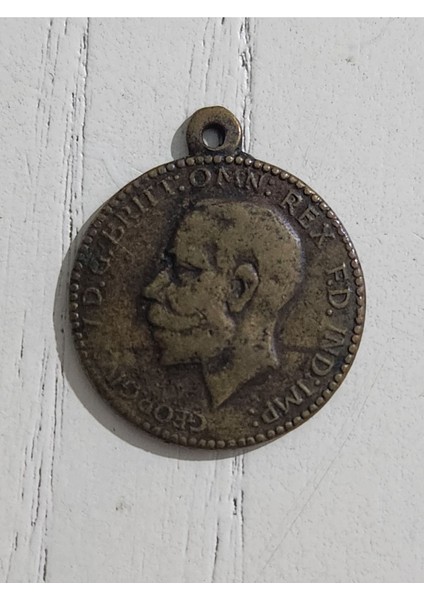 GEORGIVS V D.G. BRITT: OMN: REX F.D. IND: IMP: